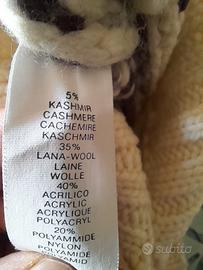 5%
KASHMIR
CASHMERE
CACHEMIRE
KASCHMIR
35%
LANA-WOOL
LAINE
WOLLE
40%
ACRILICO
ACRYLIC
ACRYLIQUE
POLYACRYL
20%
POLYAMMIDE
NYLON
POLYAMIDE
subito